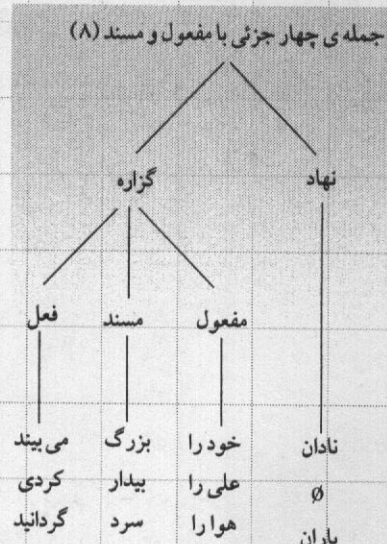 جمله ی چهار جزئی با مفعول و مسند (۸)
نهاد گزاره
مفعول مسند فعل
نادان خود را بزرگ می بیند
Ø علی را بیدار کردی
باران هوا را سرد گردانید